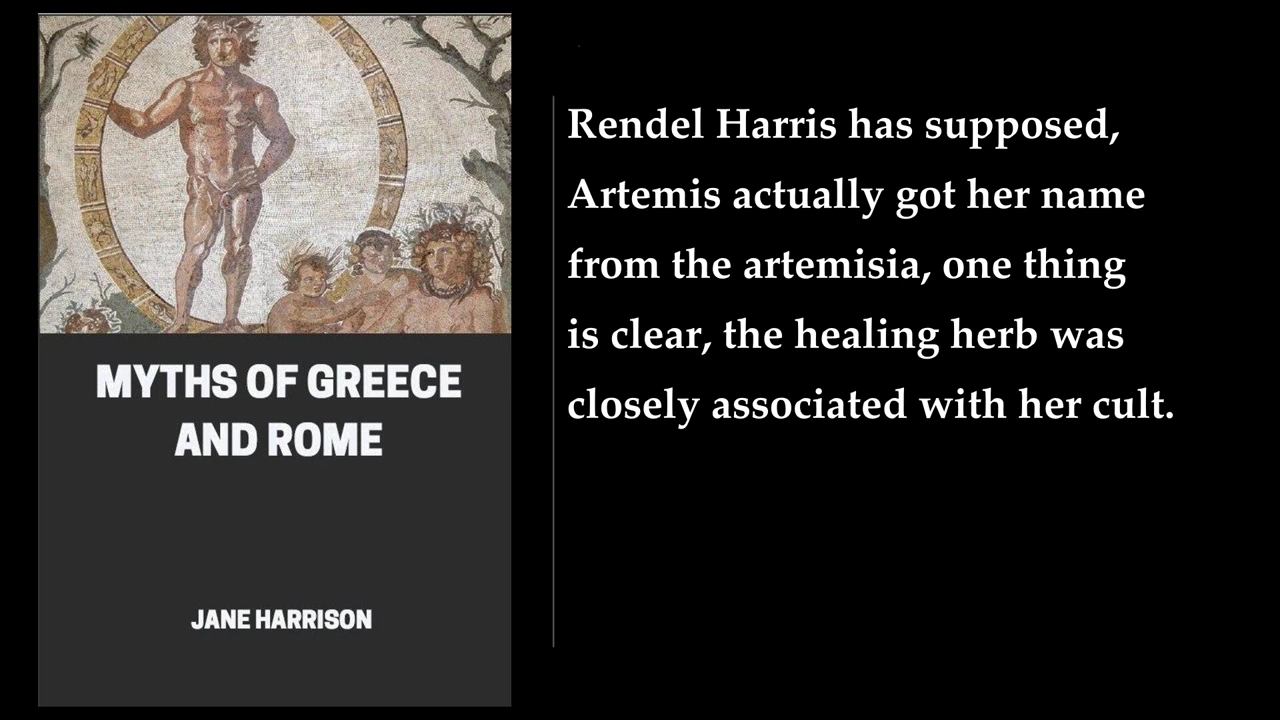 MYTHS OF GREECE
AND ROME
JANE HARRISON
Rendel Harris has supposed,
Artemis actually got her name
from the artemisia, one thing
is clear, the healing herb was
closely associated with her cult.